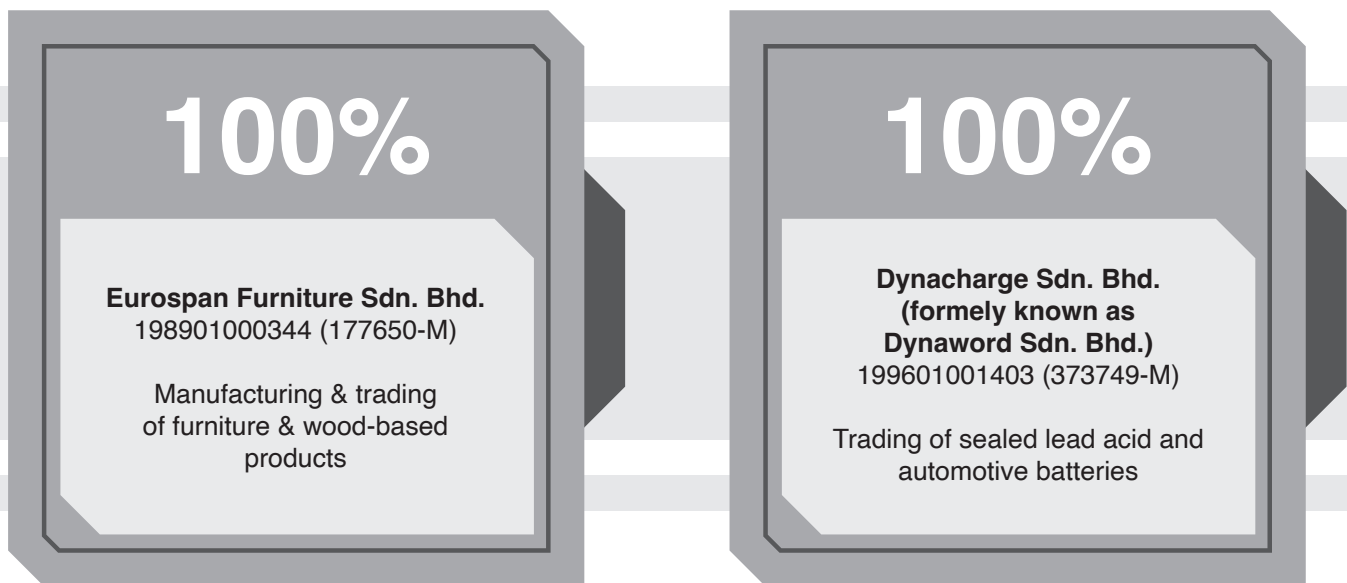 100%
Eurospan Furniture Sdn. Bhd.
198901000344 (177650-M)
Manufacturing & trading
of furniture & wood-based
products
100%
Dynacharge Sdn. Bhd.
(formely known as
Dynaword Sdn. Bhd.)
199601001403 (373749-M)
Trading of sealed lead acid and
automotive batteries